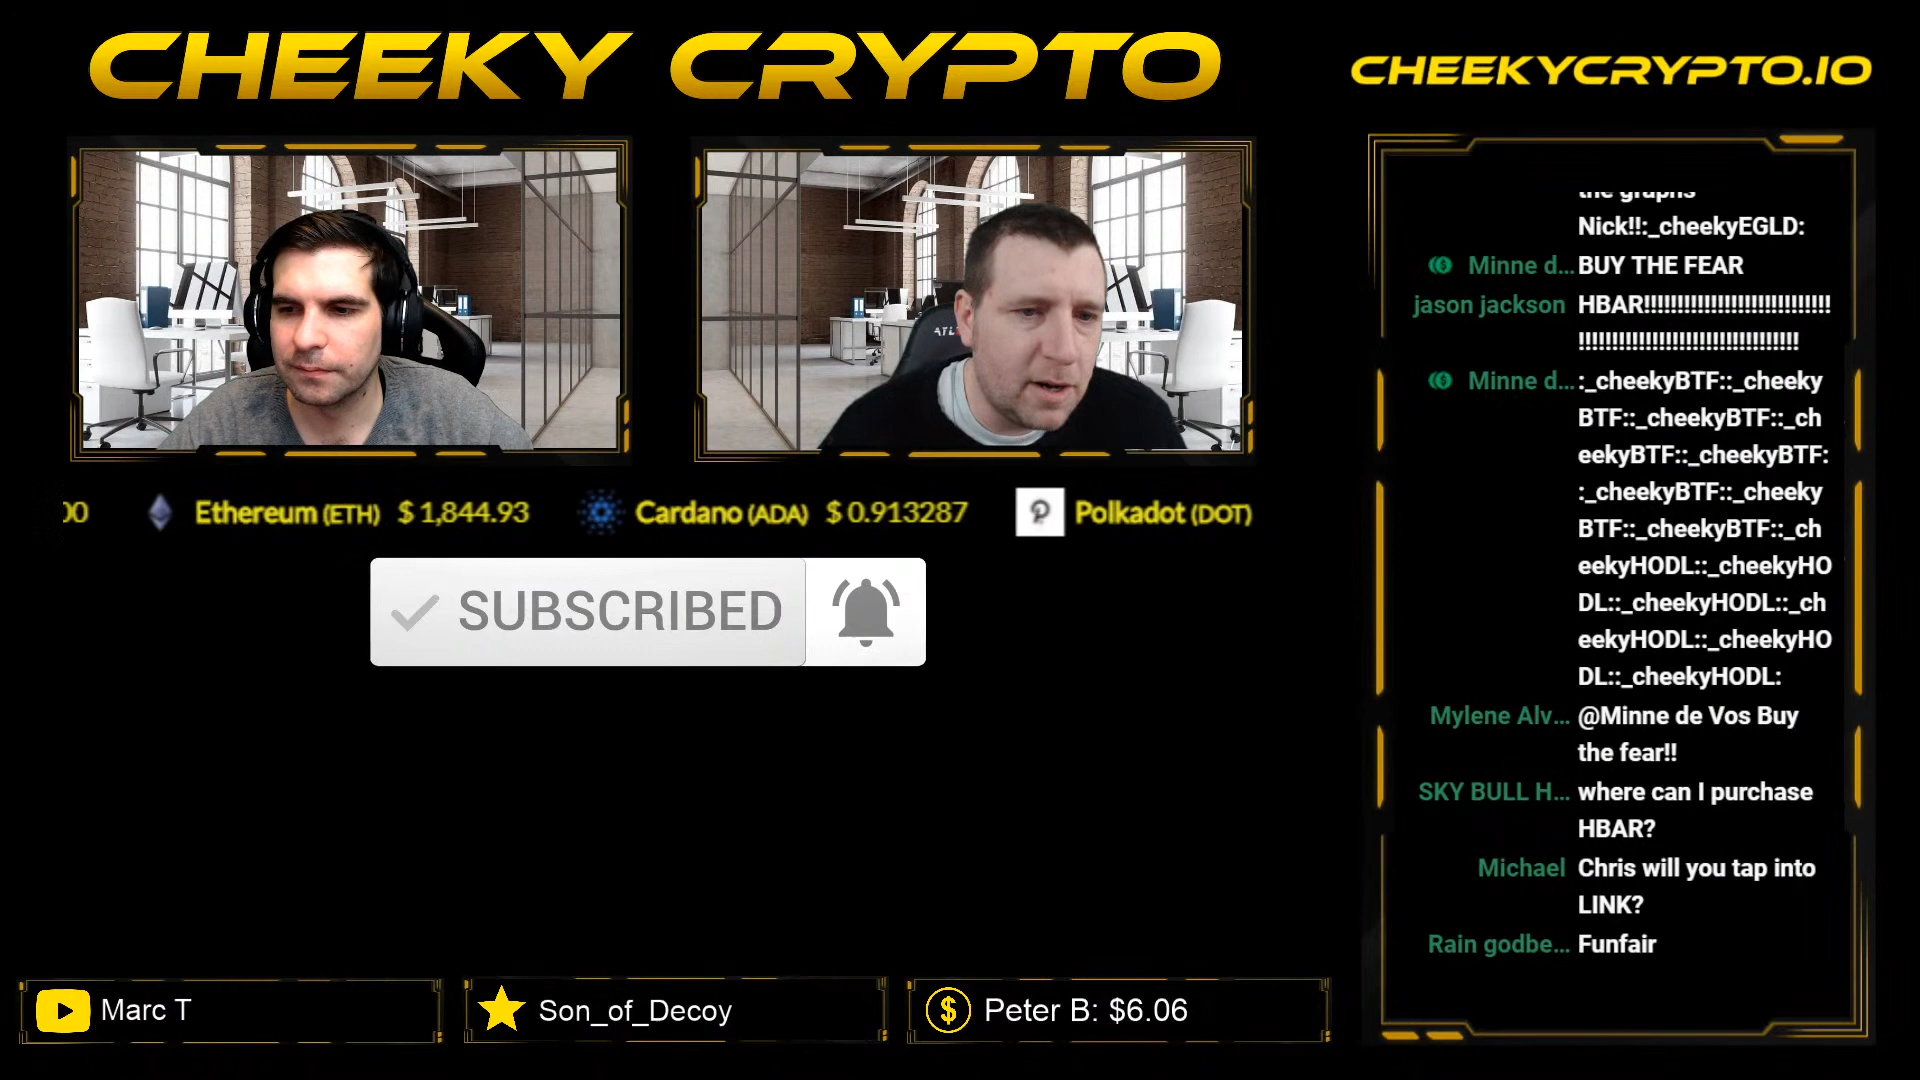 CHEEKY CRYPTO
CHEEKYCRYPTO.IO
the graphs
Nick!!:_cheekyEGLD:
Minne d... BUY THE FEAR
jason jackson HBAR!!!!!!!!!!!!!!!!!!!!!!!!!!!!
!!!!!!!!!!!!!!!!!!!!!!!!!!!!!!!!!
Minne d... :_cheekyBTF::_cheeky
BTF::_cheekyBTF::_ch
eekyBTF::_cheekyBTF:
:_cheekyBTF::_cheeky
BTF::_cheekyBTF::_ch
eekyHODL::_cheekyHO
DL::_cheekyHODL::_ch
eekyHODL::_cheekyHO
DL::_cheekyHODL:
Mylene Alv... @Minne de Vos Buy
the fear!!
SKY BULL H... where can I purchase
HBAR?
Michael Chris will you tap into
LINK?
Rain godbe... Funfair
00 Ethereum (ETH) $ 1,844.93 Cardano (ADA) $ 0.913287 Polkadot (DOT)
SUBSCRIBED
Marc T
Son_of_Decoy
Peter B: $6.06